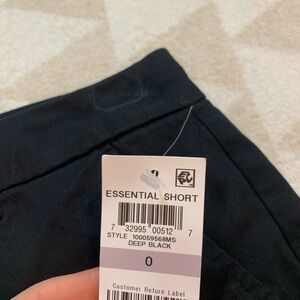 ESSENTIAL SHORT
7 32995 00512 7
STYLE 100059568MS
DEEP BLACK
0
Customer Return Label